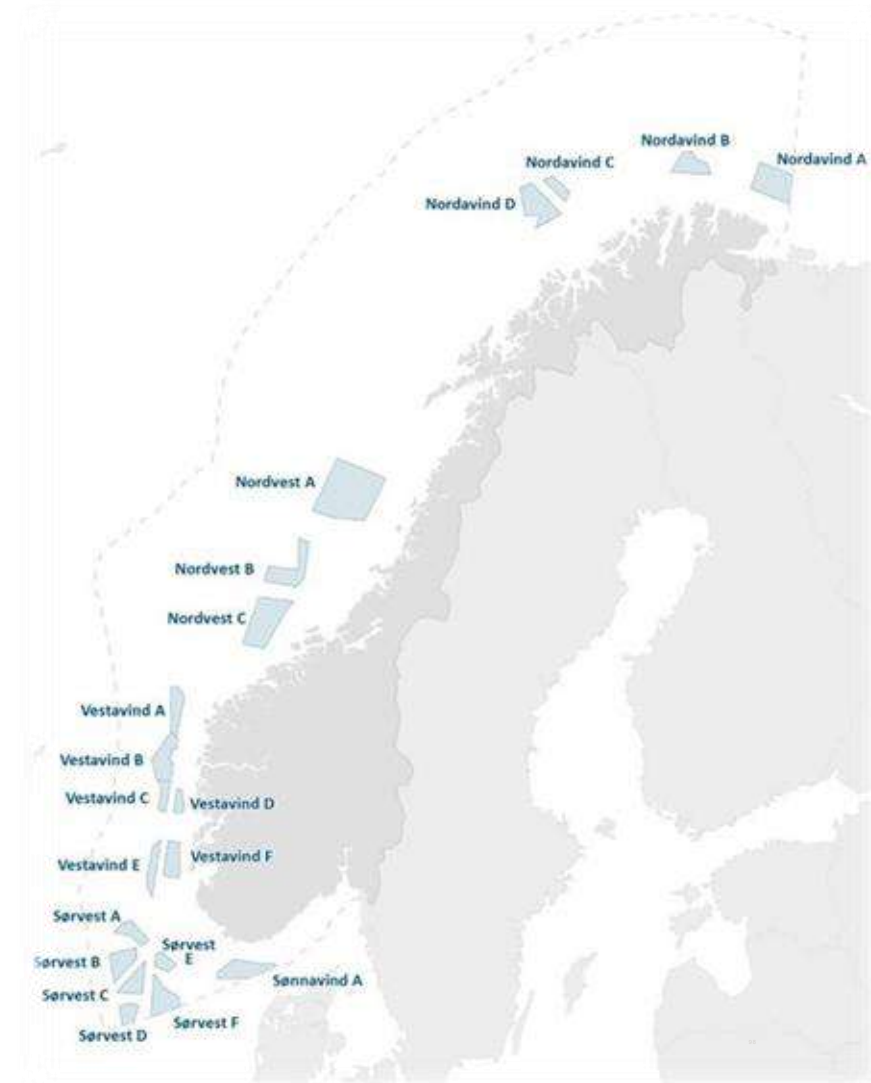 Nordavind B
Nordavind C
Nordavind A
Nordavind D
Nordvest A
Nordvest B
Nordvest C
Vestavind A
Vestavind B
Vestavind C
Vestavind D
Vestavind E
Vestavind F
Sørvest A
Sørvest
E
Sørvest B
Sønnavind A
Sørvest C
Sørvest F
Sørvest D